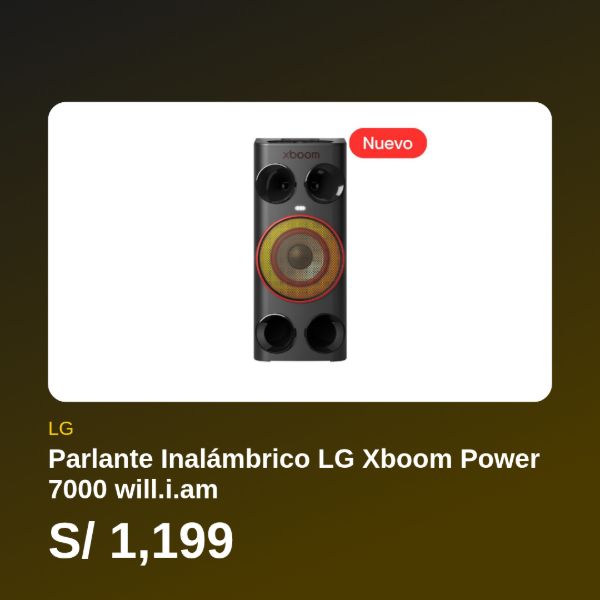 Nuevo
xboom
LG
Parlante Inalámbrico LG Xboom Power
7000 will.i.am
S/ 1,199